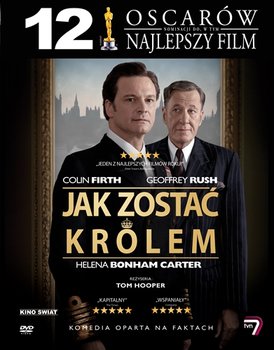 12
OSCARÓW
NOMINACJI DO, W TYM
NAJLEPSZY FILM
„JEDEN Z NAJLEPSZYCH FILMÓW ROKU"
COLIN FIRTH
GEOFFREY RUSH
JAK ZOSTAĆ
KRÓLEM
HELENA BONHAM CARTER
REŻYSERIA
TOM HOOPER
„KAPITALNY"
„WSPANIAŁY"
KINO ŚWIAT
DVD
KOMEDIA OPARTA NA FAKTACH
tvn
7